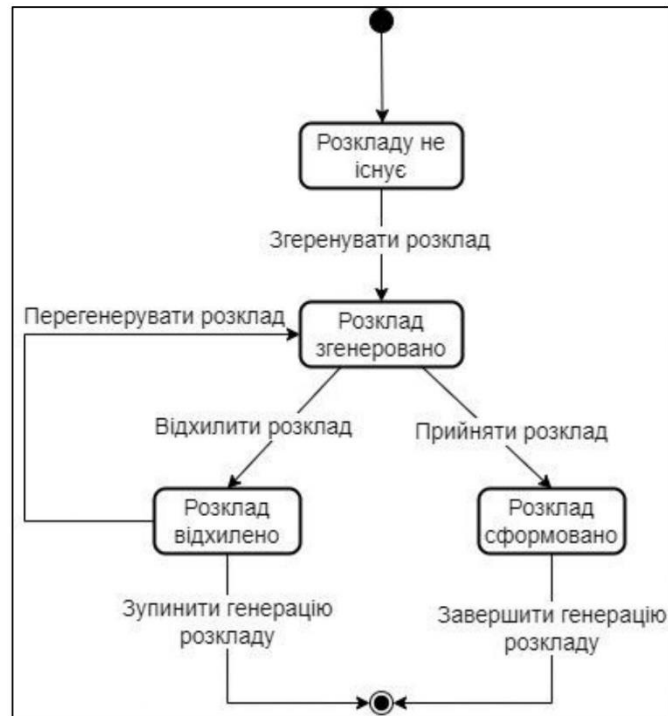 Розкладу не
існує
Згеренувати розклад
Перегенерувати розклад
Розклад
згенеровано
Відхилити розклад
Прийняти розклад
Розклад
відхилено
Розклад
сформовано
Зупинити генерацію
розкладу
Завершити генерацію
розкладу